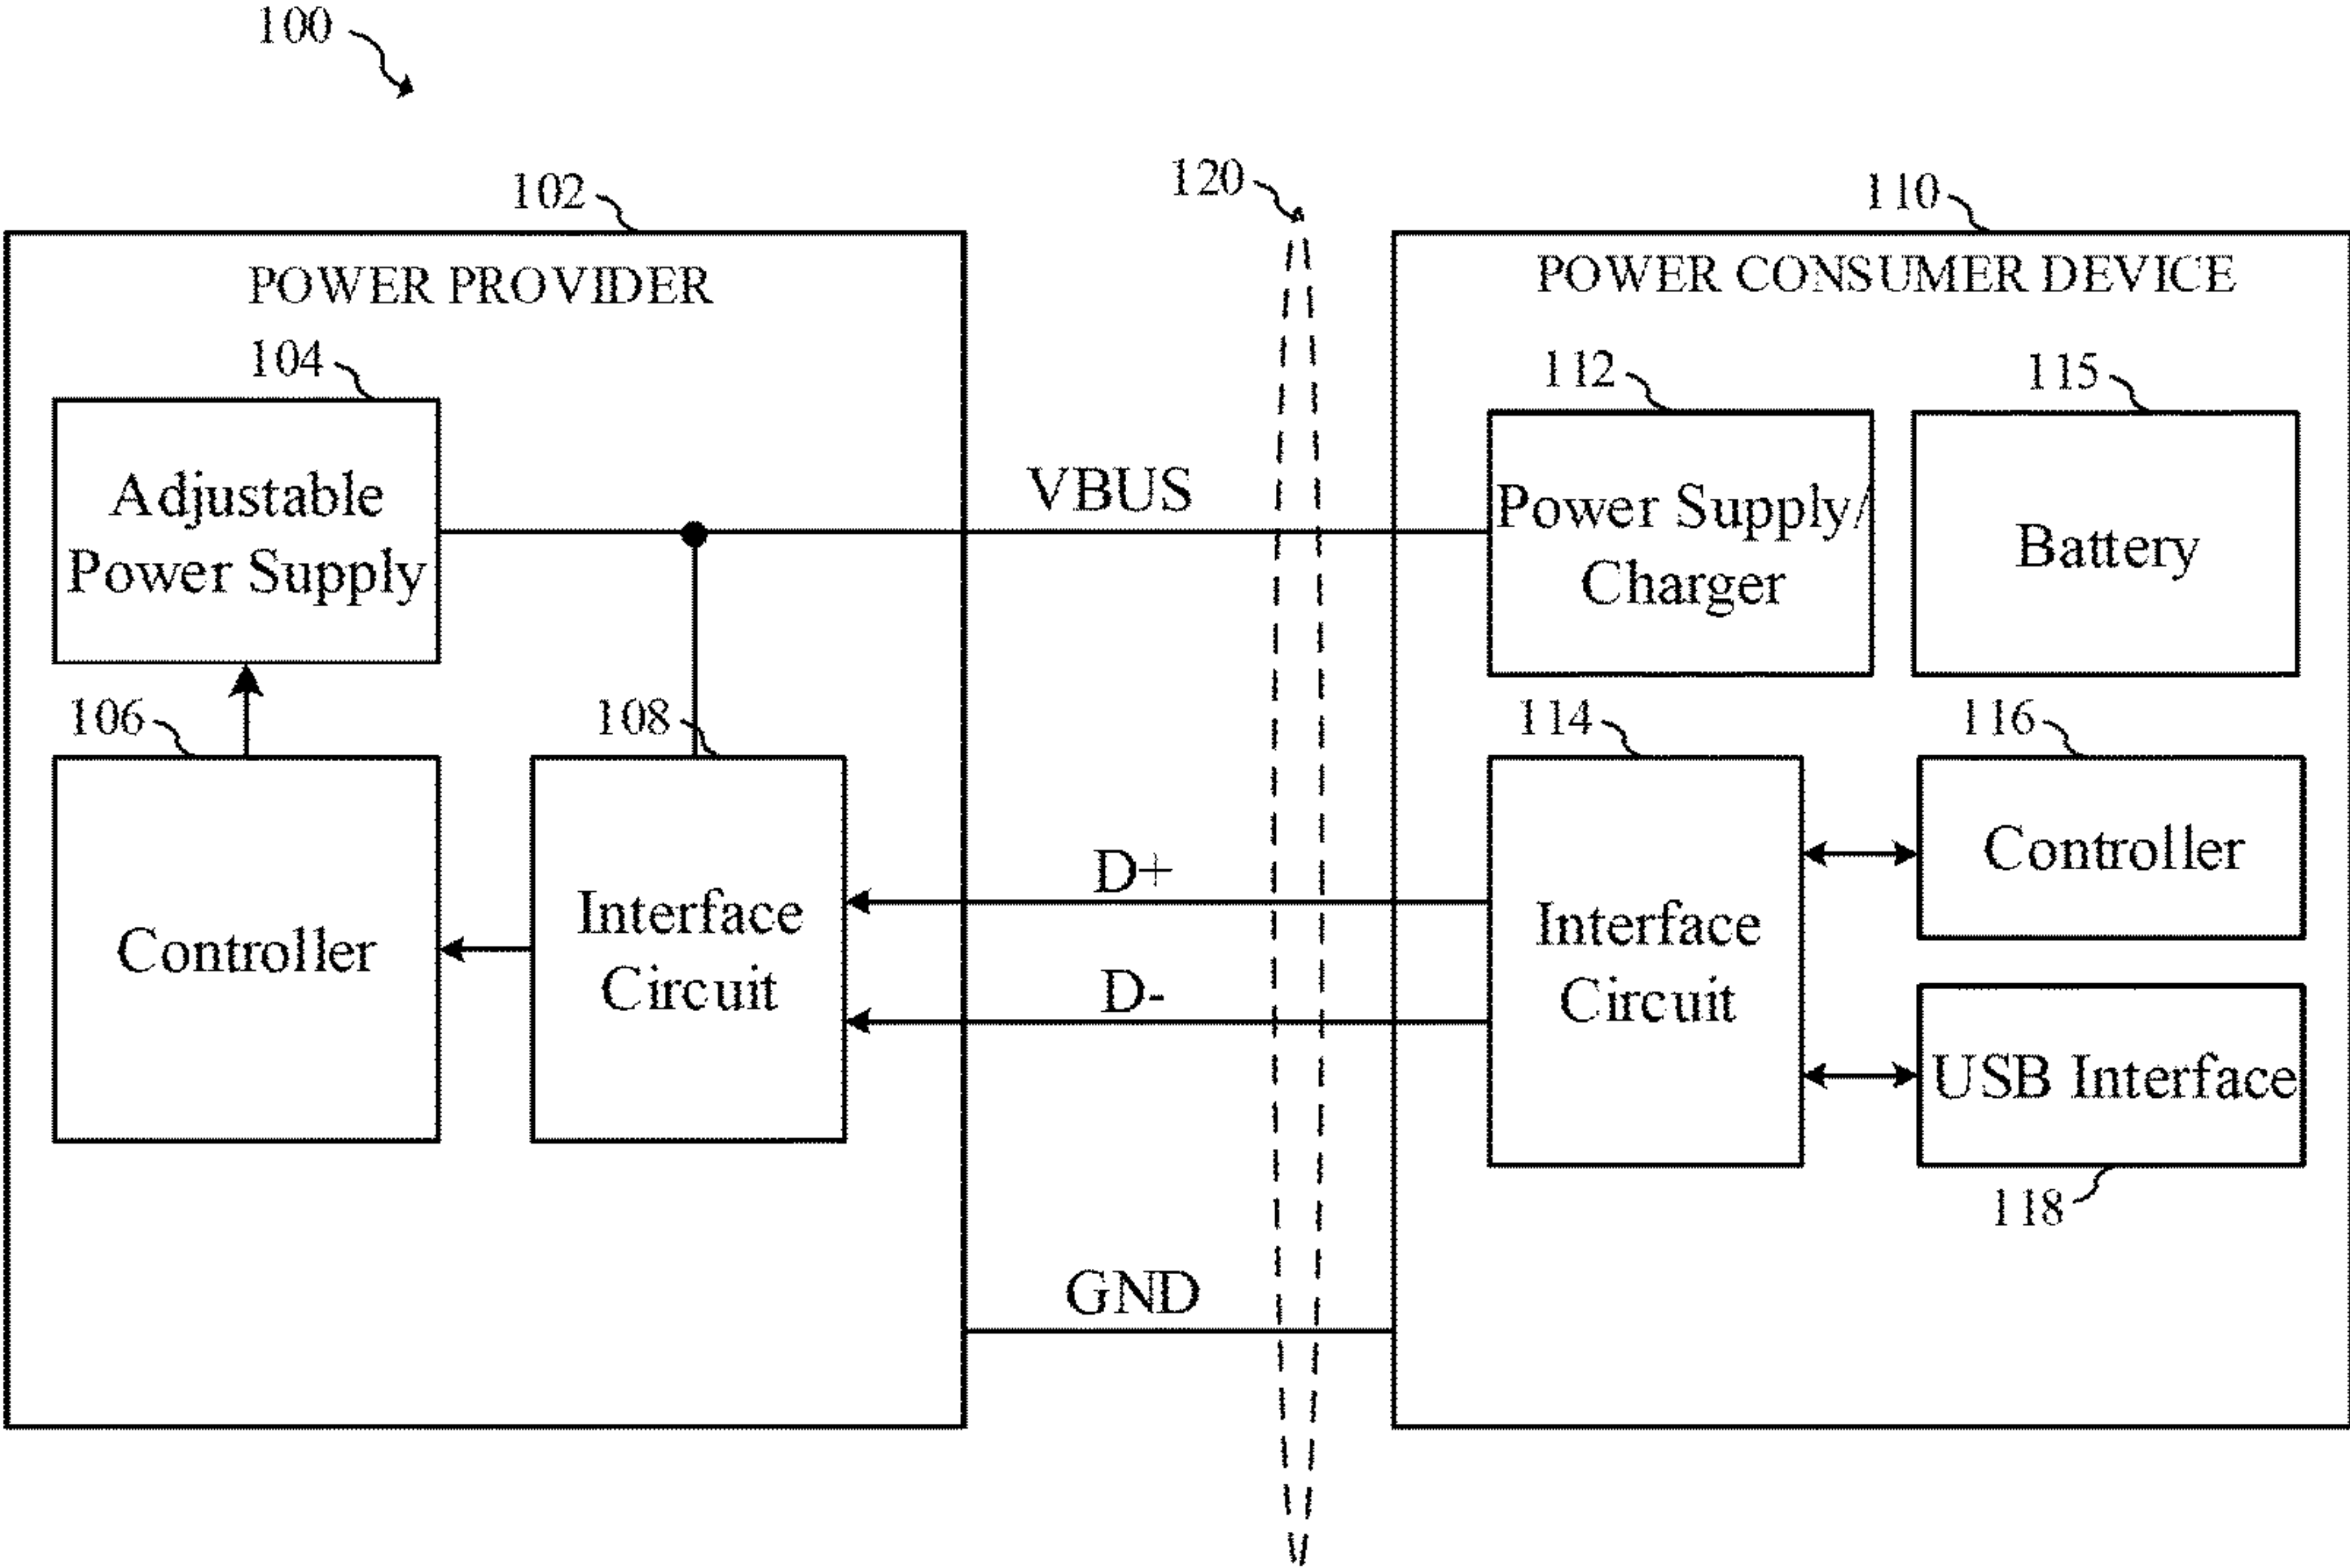 100
102
120
110
POWER PROVIDER
POWER CONSUMER DEVICE
104
112
115
Adjustable
Power Supply
VBUS
Power Supply/
Charger
Battery
106
108
114
116
Controller
Interface
Circuit
D+
D-
Interface
Circuit
Controller
USB Interface
118
GND